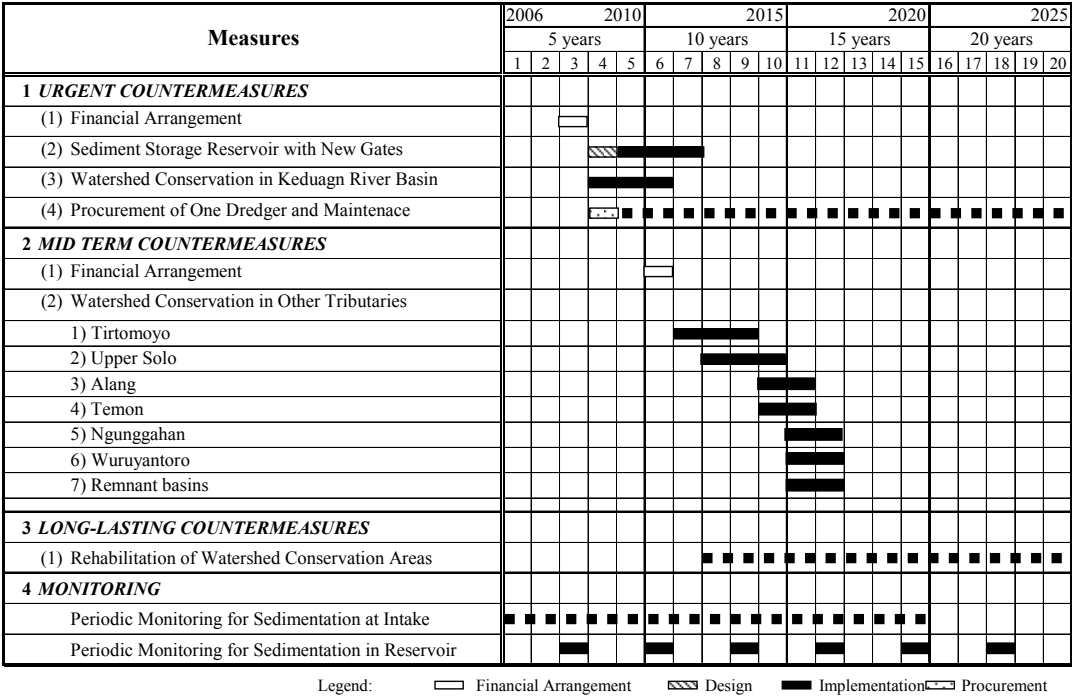 Measures
2006 2010 2015 2020 2025
5 years 10 years 15 years 20 years
1 2 3 4 5 6 7 8 9 10 11 12 13 14 15 16 17 18 19 20
1 URGENT COUNTERMEASURES
(1) Financial Arrangement
(2) Sediment Storage Reservoir with New Gates
(3) Watershed Conservation in Keduagn River Basin
(4) Procurement of One Dredger and Maintenace
2 MID TERM COUNTERMEASURES
(1) Financial Arrangement
(2) Watershed Conservation in Other Tributaries
1) Tirtomoyo
2) Upper Solo
3) Alang
4) Temon
5) Ngunggahan
6) Wuruyantoro
7) Remnant basins
3 LONG-LASTING COUNTERMEASURES
(1) Rehabilitation of Watershed Conservation Areas
4 MONITORING
Periodic Monitoring for Sedimentation at Intake
Periodic Monitoring for Sedimentation in Reservoir
Legend: Financial Arrangement Design Implementation Procurement